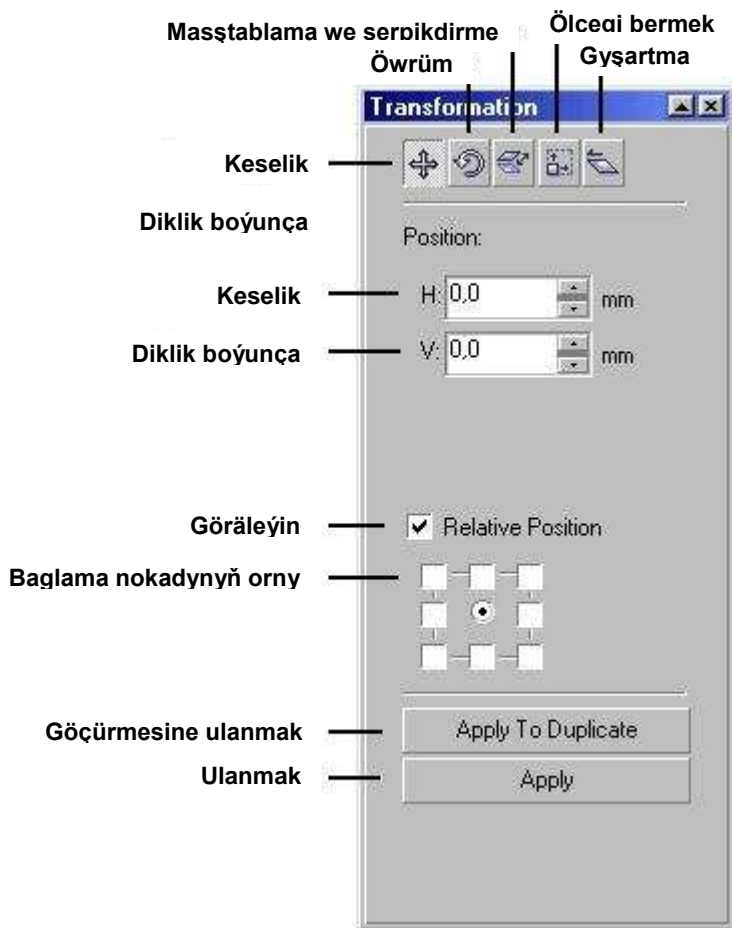 Masştablama we serpikdirme
Ölçegi bermek
Öwrüm
Gyşartma
Transformation
Keselik
Diklik boýunça
Position:
Keselik
H: 0,0 mm
Diklik boýunça
V: 0,0 mm
Göräleýin
Relative Position
Baglama nokadynyň orny
Göçürmesine ulanmak
Apply To Duplicate
Ulanmak
Apply